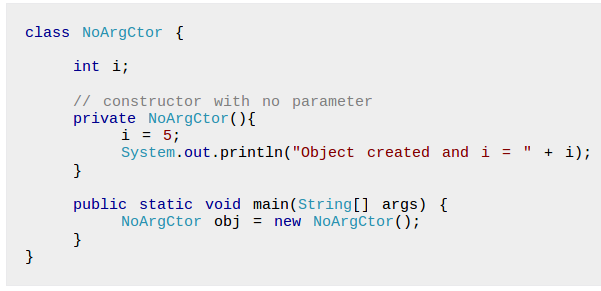 class NoArgCtor {
int i;
// constructor with no parameter
private NoArgCtor(){
i = 5;
System.out.println("Object created and i = " + i);
}
public static void main(String[] args) {
NoArgCtor obj = new NoArgCtor();
}
}